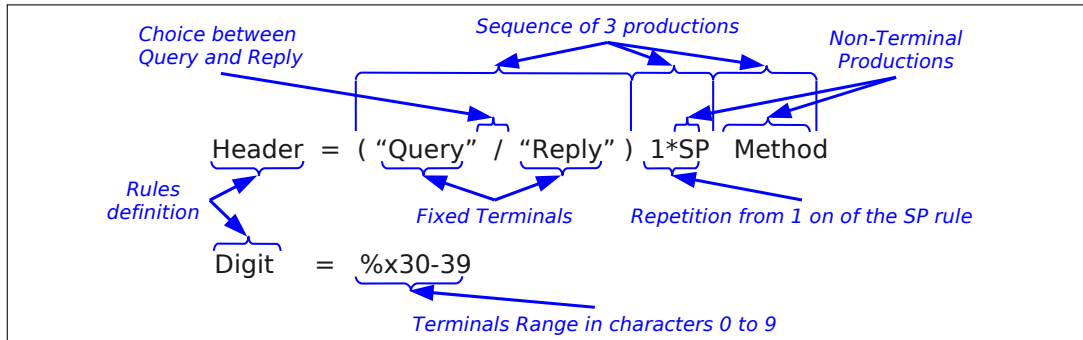 Sequence of 3 productions
Choice between
Query and Reply
Non-Terminal
Productions
Header = ( “Query” / “Reply” ) 1*SP Method
Rules
definition
Fixed Terminals
Repetition from 1 on of the SP rule
Digit = %x30-39
Terminals Range in characters 0 to 9